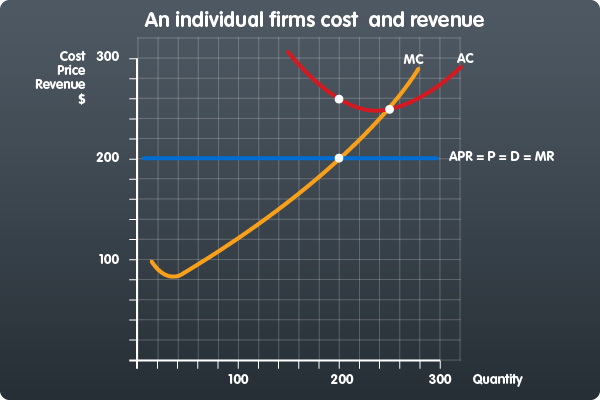 An individual firms cost and revenue
Cost
Price
Revenue
$
300
200
100
MC
AC
APR = P = D = MR
100
200
300
Quantity